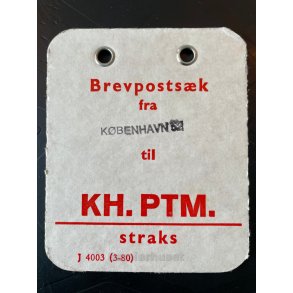 Brevpostsæk
fra
KØBENHAVN
til
KH. PTM.
straks
J 4003 (3-80)